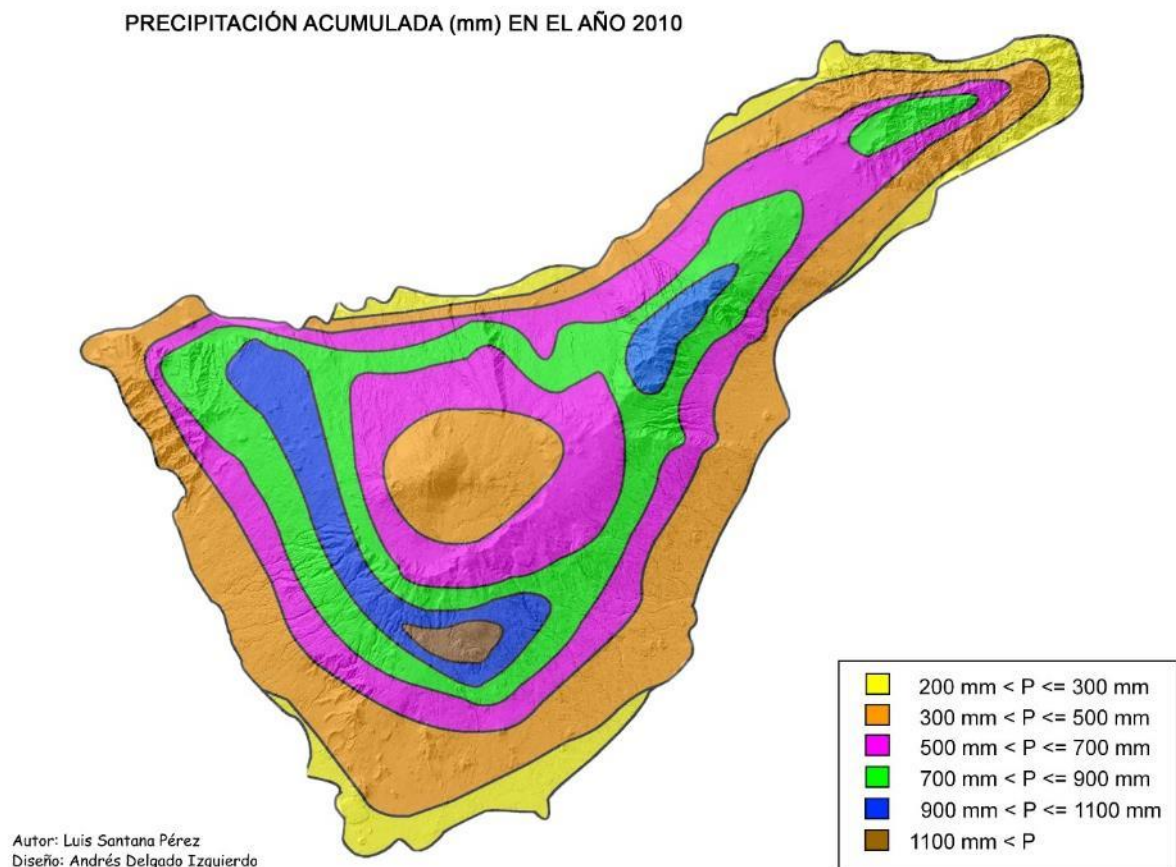 PRECIPITACIÓN ACUMULADA (mm) EN EL AÑO 2010
200 mm < P <= 300 mm
300 mm < P <= 500 mm
500 mm < P <= 700 mm
700 mm < P <= 900 mm
900 mm < P <= 1100 mm
1100 mm < P
Autor: Luis Santana Pérez
Diseño: Andrés Delgado Izquierdo